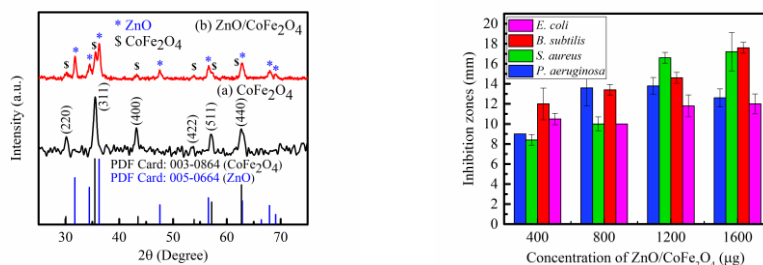 * ZnO
(b) ZnO/CoFe2O4
$ CoFe2O4
* $ * $ * $ * $ * $ $ * * *
(a) CoFe2O4
(220)
(311)
(400)
(422)
(511)
(440)
PDF Card: 003-0864 (CoFe2O4)
PDF Card: 005-0664 (ZnO)
Intensity (a.u.)
30 40 50 60 70
2θ (Degree)
E. coli
B. subtilis
S. aureus
P. aeruginosa
Inhibition zones (mm)
22
20
18
16
14
12
10
8
6
4
2
0
400 800 1200 1600
Concentration of ZnO/CoFe2O4 (μg)